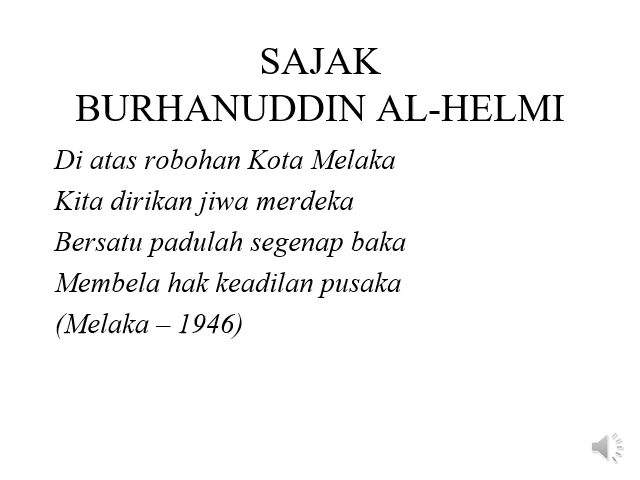 SAJAK
BURHANUDDIN AL-HELMI
Di atas robohan Kota Melaka
Kita dirikan jiwa merdeka
Bersatu padulah segenap baka
Membela hak keadilan pusaka
(Melaka – 1946)